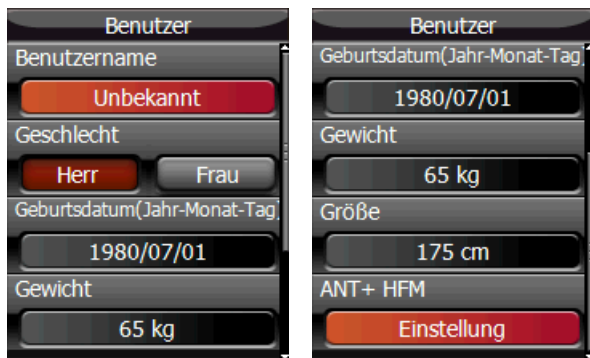 Benutzer
Benutzername
Unbekannt
Geschlecht
Herr Frau
Geburtsdatum(Jahr-Monat-Tag)
1980/07/01
Gewicht
65 kg
Benutzer
Geburtsdatum(Jahr-Monat-Tag)
1980/07/01
Gewicht
65 kg
Größe
175 cm
ANT+ HFM
Einstellung